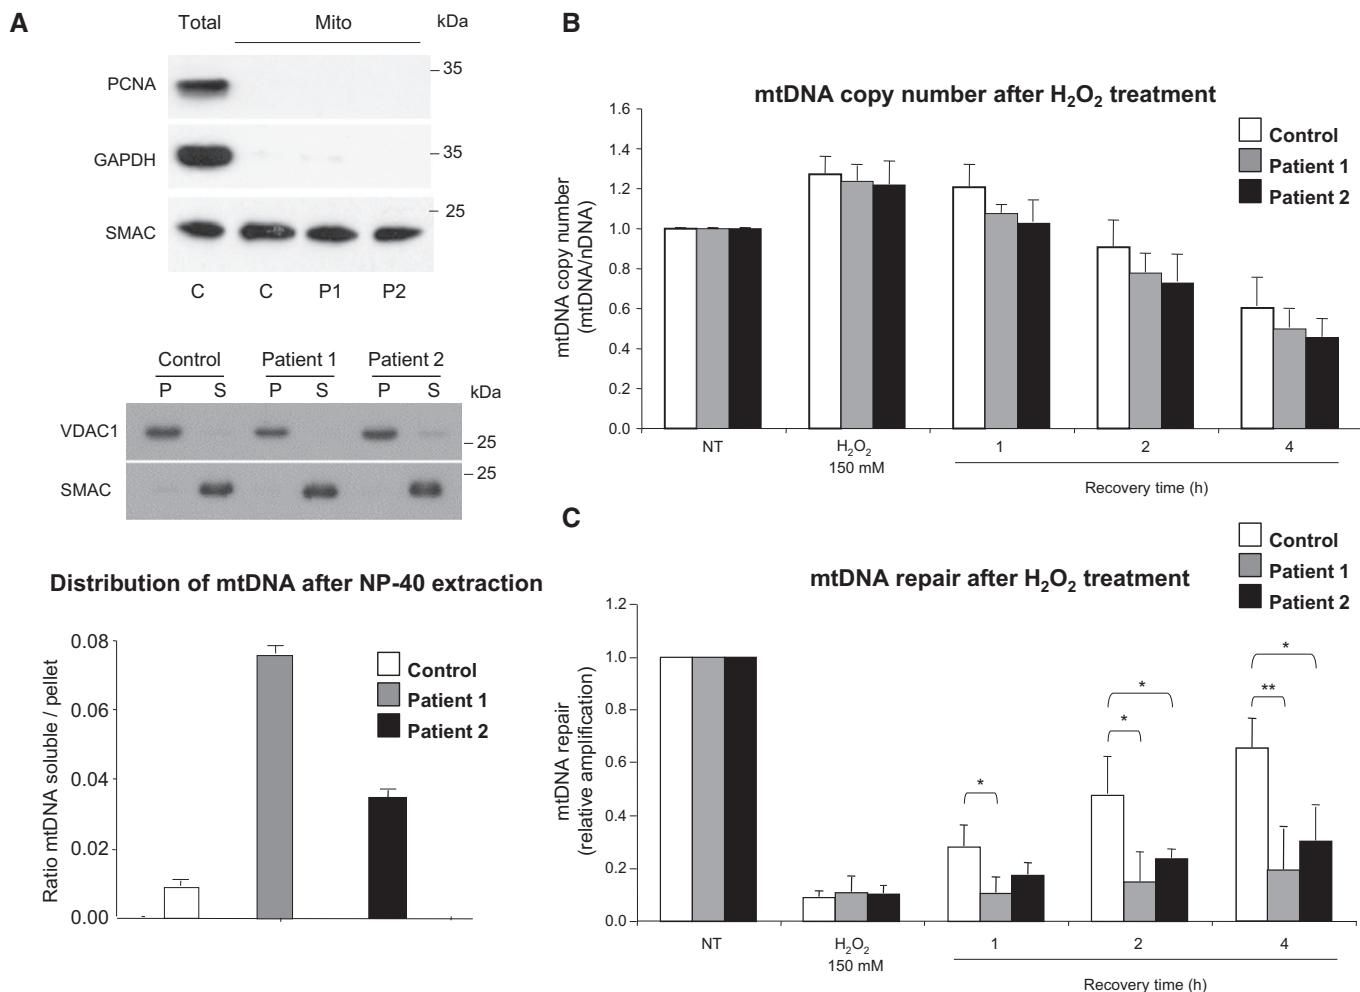 A
Total Mito kDa
PCNA
35
GAPDH
35
SMAC
25
C C P1 P2
Control Patient 1 Patient 2
P S P S P S kDa
VDAC1
25
SMAC
25
Distribution of mtDNA after NP-40 extraction
Ratio mtDNA soluble / pellet
0.08
0.06
0.04
0.02
0.00
Control
Patient 1
Patient 2
B
mtDNA copy number after H₂O₂ treatment
mtDNA copy number
(mtDNA/nDNA)
1.6
1.4
1.2
1.0
0.8
0.6
0.4
0.2
0.0
Control
Patient 1
Patient 2
NT H₂O₂ 1 2 4
150 mM
Recovery time (h)
C
mtDNA repair after H₂O₂ treatment
mtDNA repair
(relative amplification)
1.2
1.0
0.8
0.6
0.4
0.2
0.0
Control
Patient 1
Patient 2
*
*
*
*
**
NT H₂O₂ 1 2 4
150 mM
Recovery time (h)